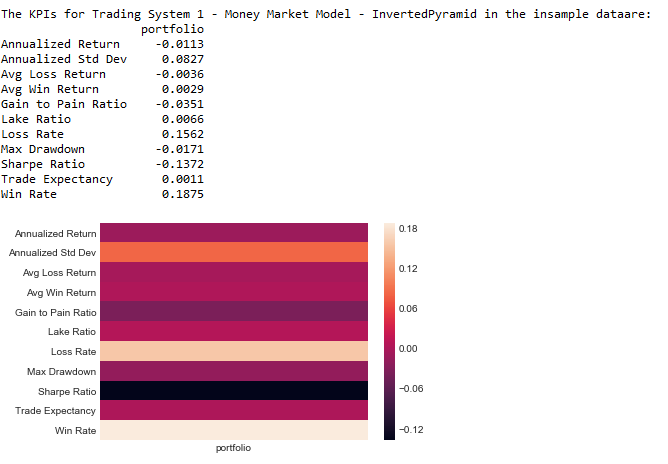 The KPIs for Trading System 1 - Money Market Model - InvertedPyramid in the insample dataare:
portfolio
Annualized Return -0.0113
Annualized Std Dev 0.0827
Avg Loss Return -0.0036
Avg Win Return 0.0029
Gain to Pain Ratio -0.0351
Lake Ratio 0.0066
Loss Rate 0.1562
Max Drawdown -0.0171
Sharpe Ratio -0.1372
Trade Expectancy 0.0011
Win Rate 0.1875
Annualized Return
Annualized Std Dev
Avg Loss Return
Avg Win Return
Gain to Pain Ratio
Lake Ratio
Loss Rate
Max Drawdown
Sharpe Ratio
Trade Expectancy
Win Rate
portfolio
0.18
0.12
0.06
0.00
−0.06
−0.12